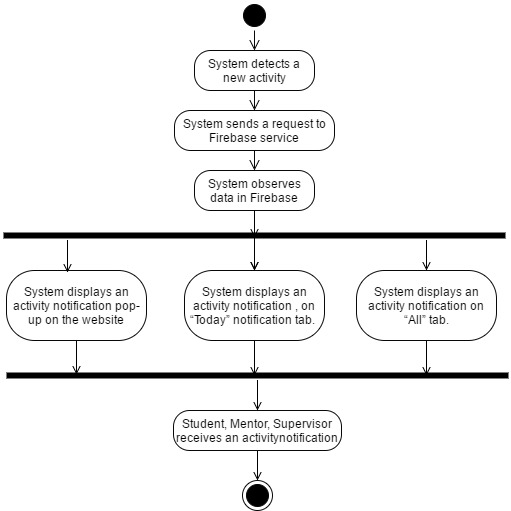 System detects a
new activity
System sends a request to
Firebase service
System observes
data in Firebase
System displays an
activity notification pop-
up on the website
System displays an
activity notification , on
“Today” notification tab.
System displays an
activity notification on
“All” tab.
Student, Mentor, Supervisor
receives an activitynotification